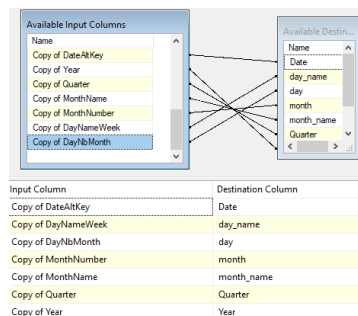 Available Input Columns
Name
Copy of DateAltKey
Copy of Year
Copy of Quarter
Copy of MonthName
Copy of MonthNumber
Copy of DayNameWeek
Copy of DayNbMonth
Available Destin...
Name
Date
day_name
day
month
month_name
Quarter
Input Column Destination Column
Copy of DateAltKey Date
Copy of DayNameWeek day_name
Copy of DayNbMonth day
Copy of MonthNumber month
Copy of MonthName month_name
Copy of Quarter Quarter
Copy of Year Year